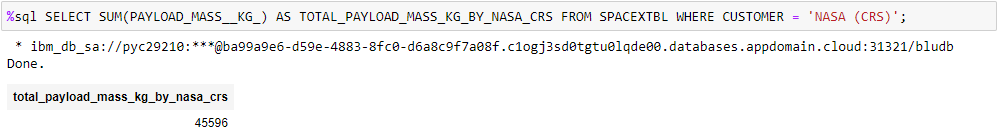 %sql SELECT SUM(PAYLOAD_MASS__KG_) AS TOTAL_PAYLOAD_MASS_KG_BY_NASA_CRS FROM SPACEXTBL WHERE CUSTOMER = 'NASA (CRS)';
* ibm_db_sa://pyc29210:***@ba99a9e6-d59e-4883-8fc0-d6a8c9f7a08f.c1ogj3sd0tgtu0lqde00.databases.appdomain.cloud:31321/bludb
Done.
total_payload_mass_kg_by_nasa_crs
45596